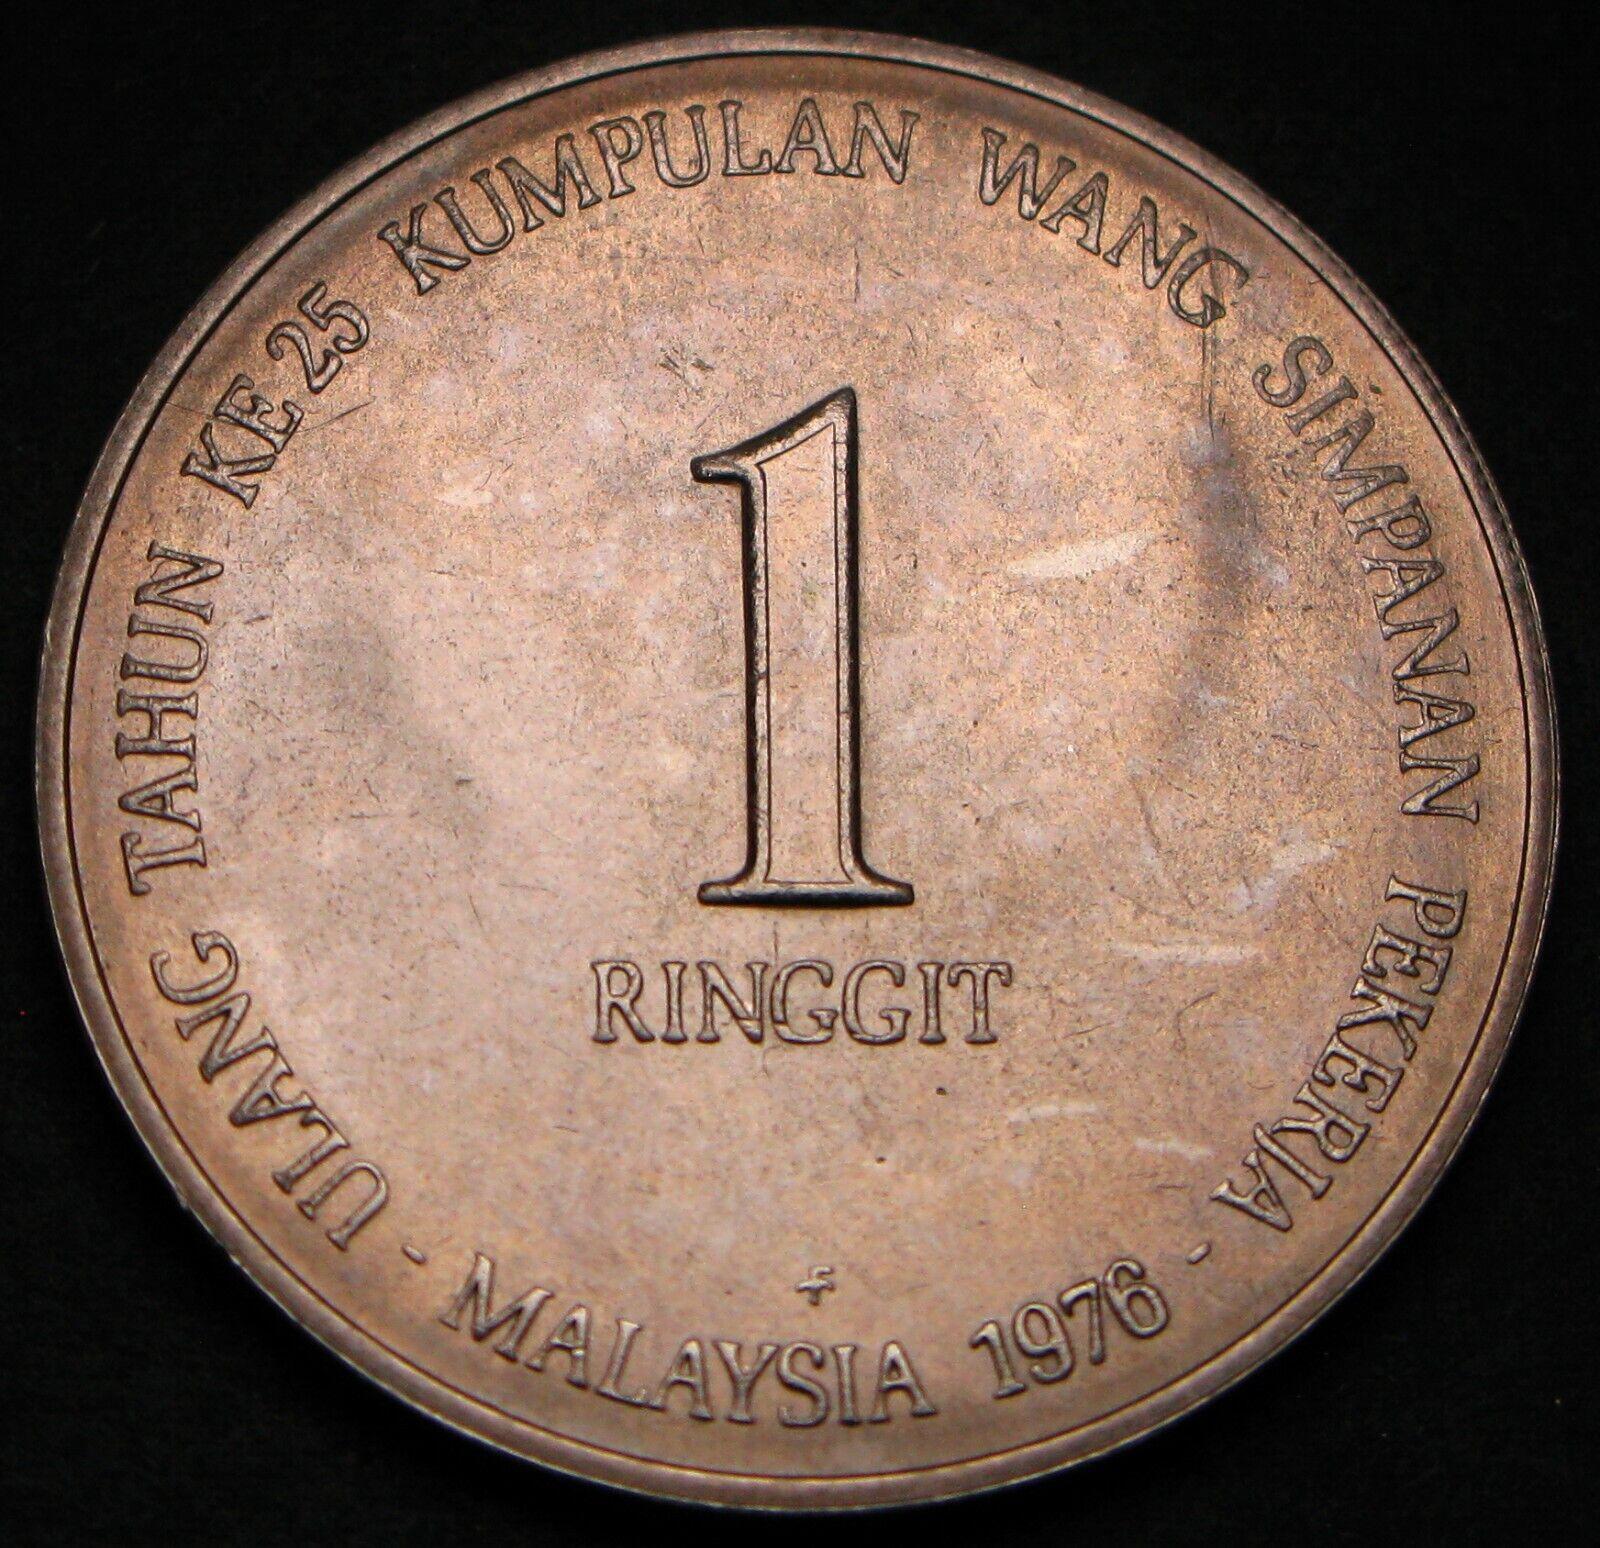 ULANG TAHUN KE 25 KUMPULAN WANG SIMPANAN PEKERJA
1
RINGGIT
- MALAYSIA 1976 -